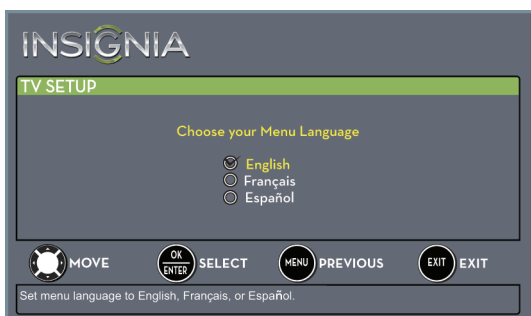 INSIGNIA
TV SETUP
Choose your Menu Language
English
Français
Español
MOVE OK ENTER SELECT MENU PREVIOUS EXIT EXIT
Set menu language to English, Français, or Español.